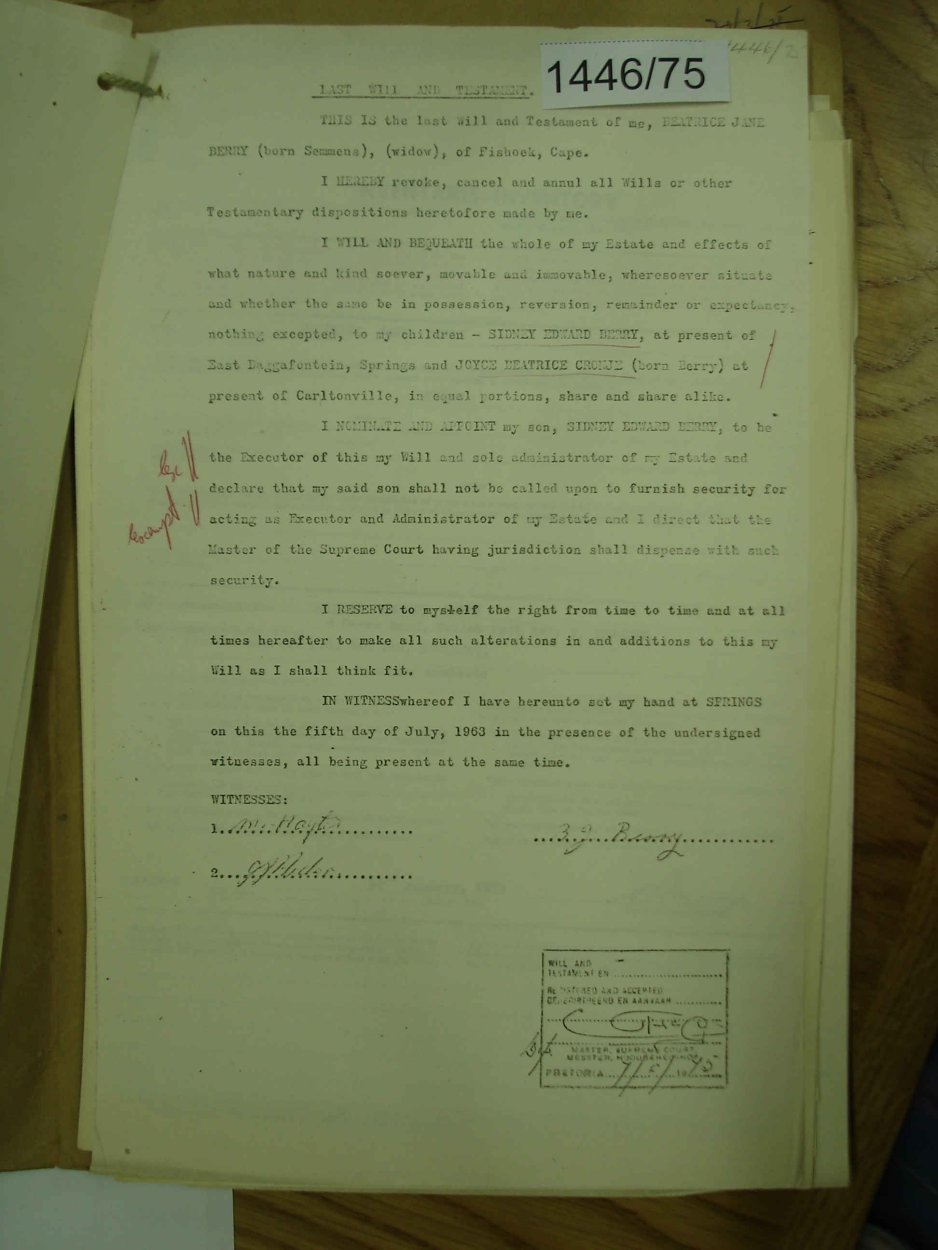 1446/75
LAST WILL AND TESTAMENT.
THIS IS the last Will and Testament of me, BEATRICE JANE
BERRY (born Semmens), (widow), of Fishoek, Cape.
I HEREBY revoke, cancel and annul all Wills or other
Testamentary dispositions heretofore made by me.
I WILL AND BEQUEATH the whole of my Estate and effects of
what nature and kind soever, movable and immovable, wheresoever situate
and whether the same be in possession, reversion, remainder or expectancy,
nothing excepted, to my children - SIDNEY EDWARD BERRY, at present of
East Daggafontein, Springs and JOYCE BEATRICE CRONJE (born Berry) at
present of Carltonville, in equal portions, share and share alike.
I NOMINATE AND APPOINT my son, SIDNEY EDWARD BERRY, to be
the Executor of this my Will and sole administrator of my Estate and
declare that my said son shall not be called upon to furnish security for
acting as Executor and Administrator of my Estate and I direct that the
Master of the Supreme Court having jurisdiction shall dispense with such
security.
I RESERVE to myself the right from time to time and at all
times hereafter to make all such alterations in and additions to this my
Will as I shall think fit.
IN WITNESSwhereof I have hereunto set my hand at SPRINGS
on this the fifth day of July, 1963 in the presence of the undersigned
witnesses, all being present at the same time.
WITNESSES:
1.
B J Berry
2.
WILL AND
TESTAMENT EN
REGISTERED AND ACCEPTED
GEREGISTREEND EN AANVAAR
MASTER, SUPREME COURT
MEESTER, HOOGGEREGSHOF
PRETORIA